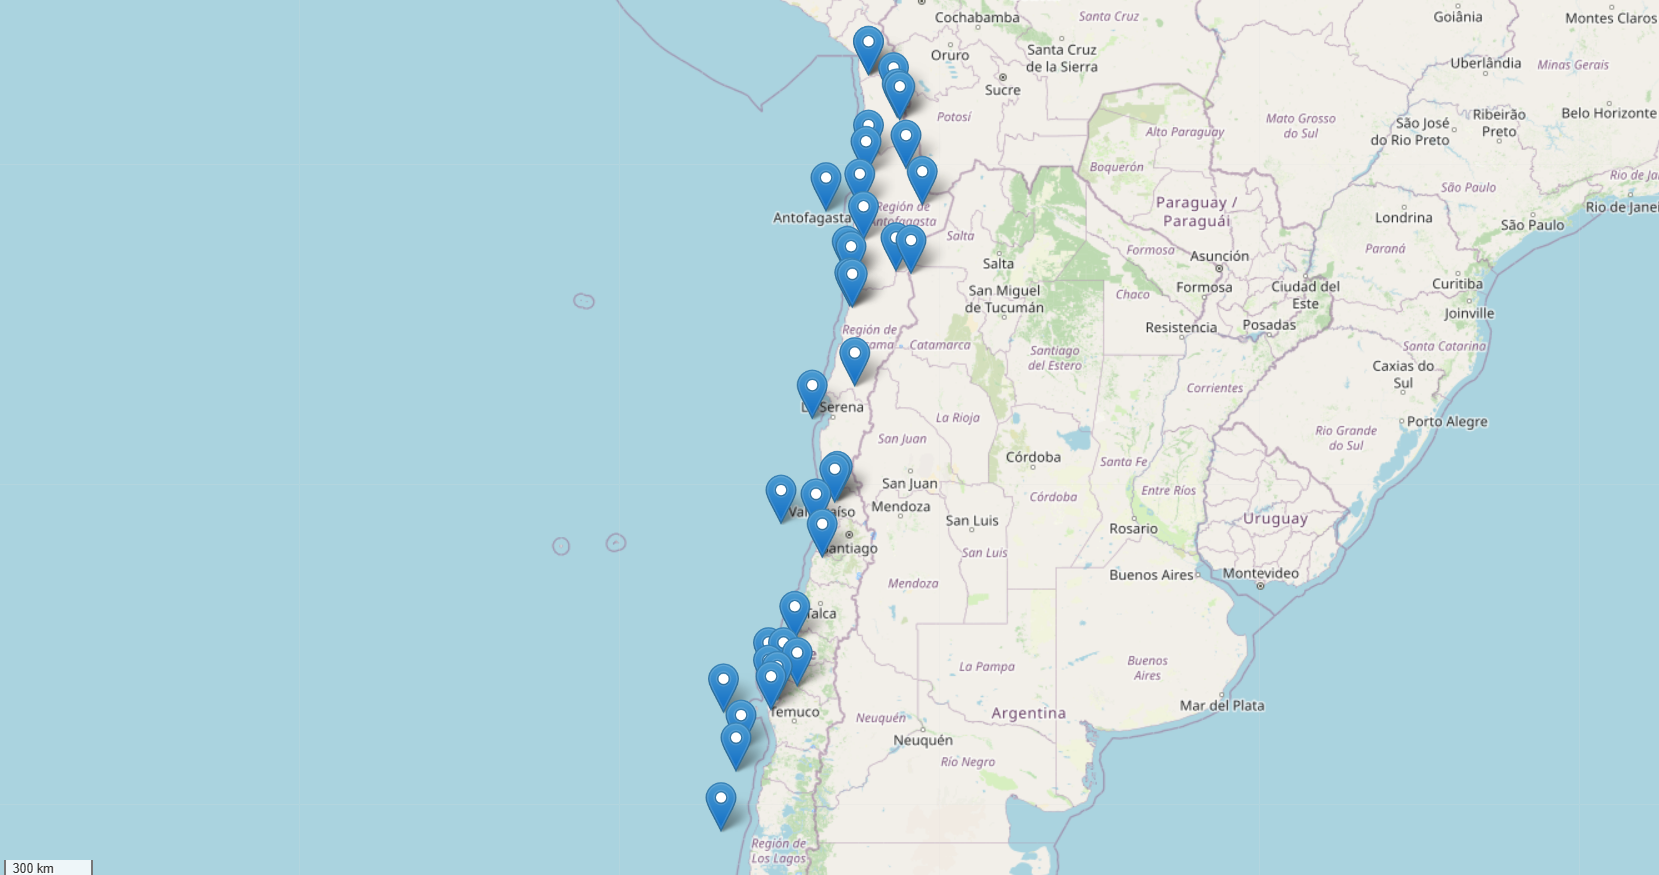 Cochabamba
Santa Cruz
Goiânia
Montes Claros
Oruro
Santa Cruz
de la Sierra
Uberlândia
Minas Gerais
Sucre
Potosí
Mato Grosso
do Sul
São José
do Rio Preto
Ribeirão
Preto
Belo Horizonte
Alto Paraguay
Boquerón
São Paulo
Rio de Ja
Rio de Janei
Antofagasta
Región de
Antofagasta
Salta
Paraguay /
Paraguái
Londrina
São Paulo
Paraná
Formosa
Asunción
Salta
San Miguel
de Tucumán
Chaco
Formosa
Ciudad del
Este
Curitiba
Joinville
Región de
ama
Catamarca
Resistencia
Posadas
Santa Catarina
Santiago
del Estero
Caxias do
Sul
Corrientes
Serena
La Rioja
Porto Alegre
San Juan
Rio Grande
do Sul
Córdoba
Santa Fe
San Juan
Mendoza
Córdoba
Entre Ríos
Val
aíso
San Luis
Rosario
Uruguay
antiago
San Luis
Mendoza
Buenos Aires
Montevideo
Talca
La Pampa
Buenos
Aires
Temuco
Neuquén
Argentina
Mar del Plata
Neuquén
Río Negro
Región de
Los Lagos
300 km